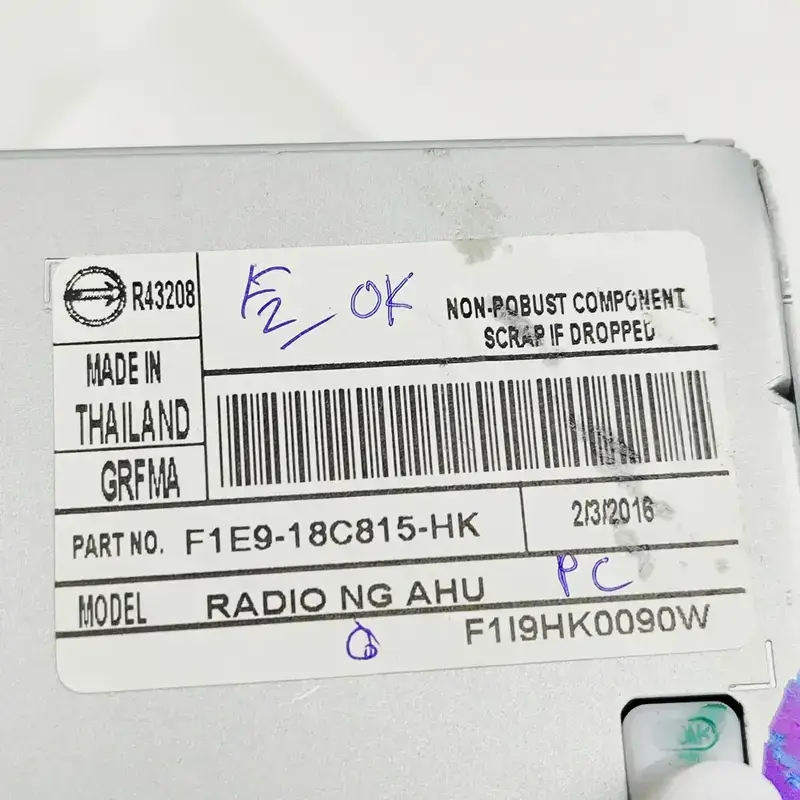 R43208
F2 OK
NON-ROBUST COMPONENT
SCRAP IF DROPPED
MADE IN
THAILAND
GRFMA
PART NO. F1E9-18C815-HK
2/3/2016
MODEL RADIO NG AHU
PC
F1I9HK0090W